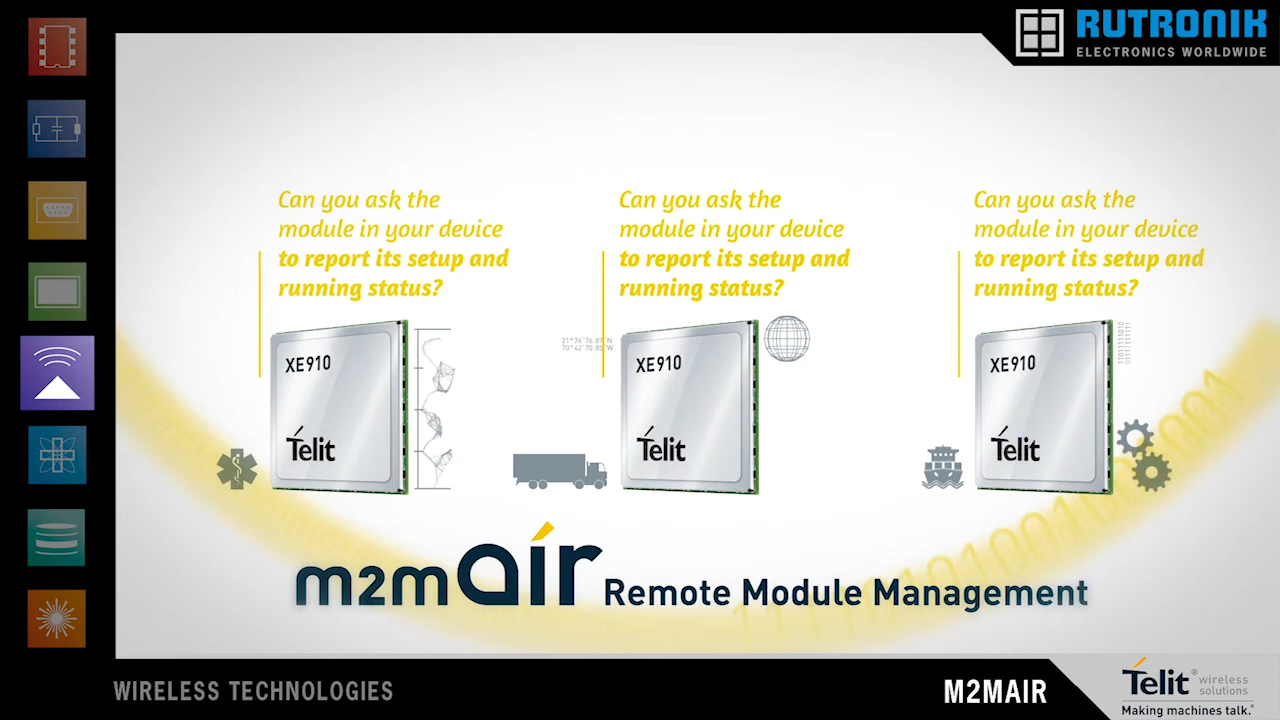 RUTRONIK
ELECTRONICS WORLDWIDE
Can you ask the
module in your device
to report its setup and
running status?
Can you ask the
module in your device
to report its setup and
running status?
Can you ask the
module in your device
to report its setup and
running status?
XE910
Telit
XE910
Telit
XE910
Telit
m2mair Remote Module Management
WIRELESS TECHNOLOGIES
M2MAIR
Telit® wireless
solutions
Making machines talk.®